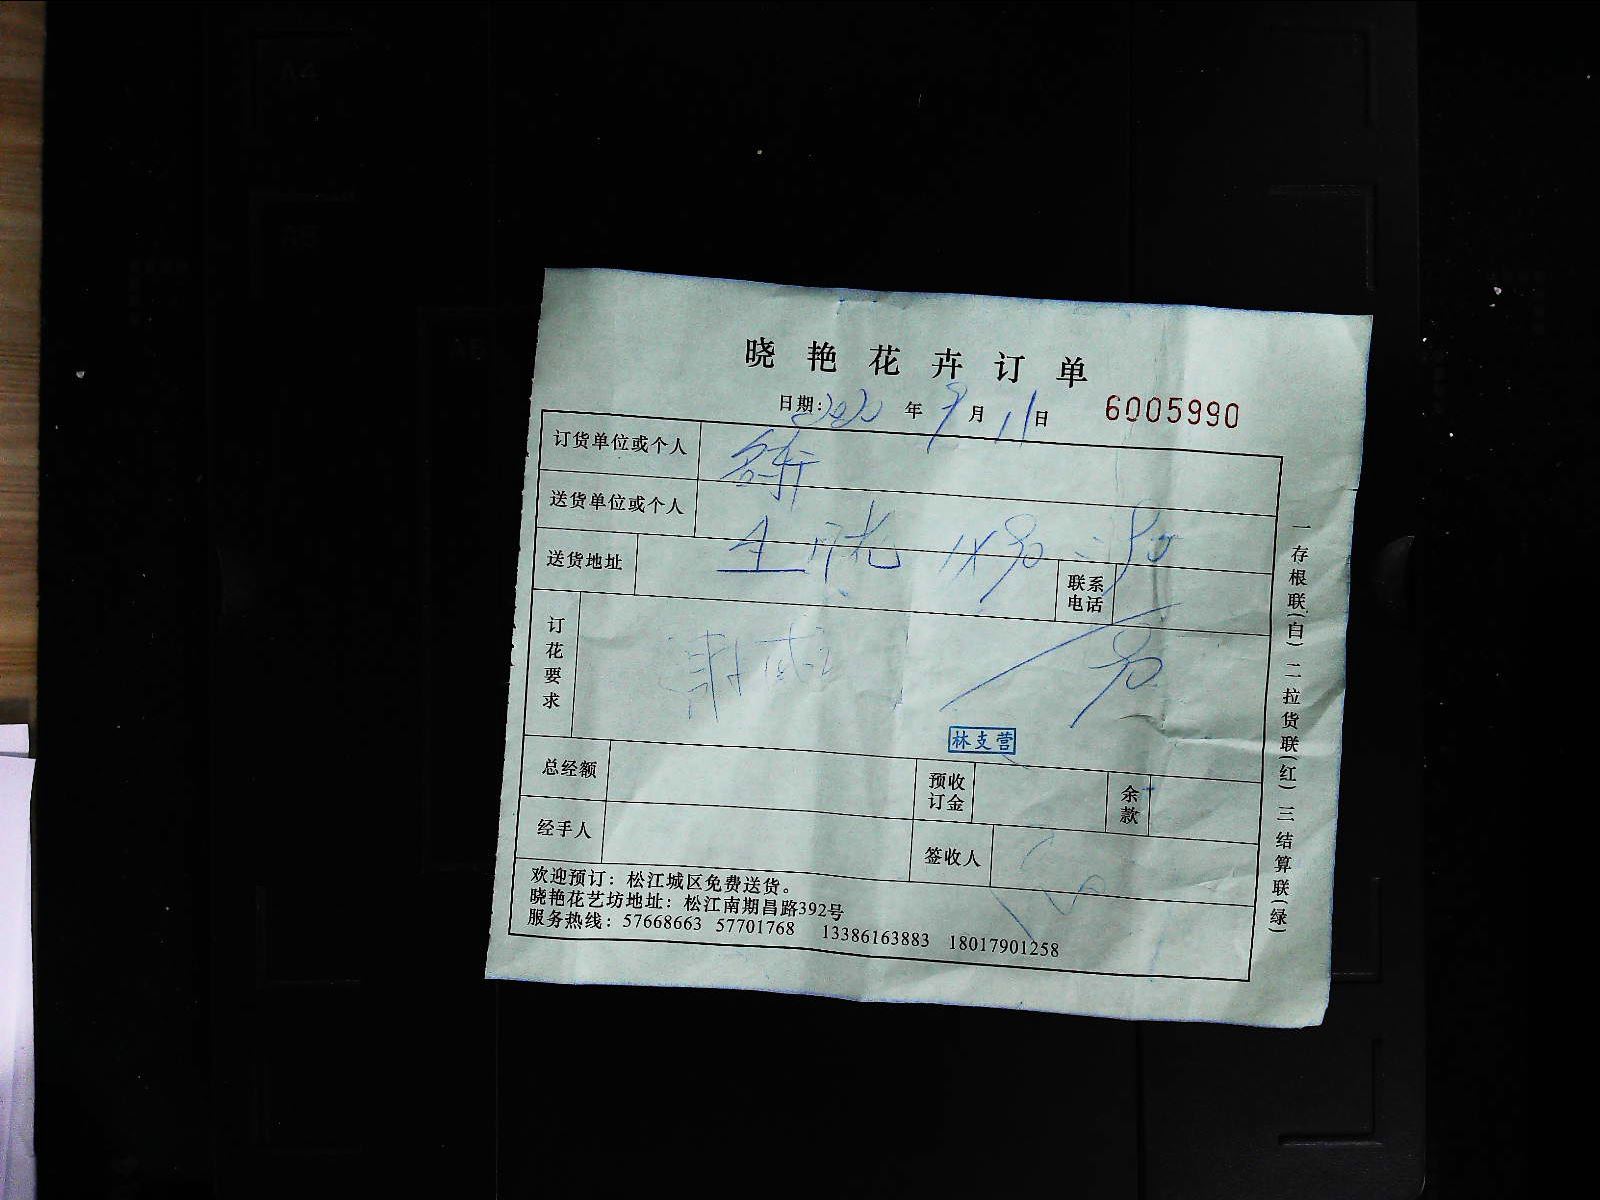 晓艳花卉订单
日期: 2020 年 9 月 11 日 6005990
订货单位或个人
送货单位或个人
送货地址
联系电话
订花要求
林支营
总经额 预收订金 余款
经手人 签收人
欢迎预订：松江城区免费送货。
晓艳花艺坊地址：松江南期昌路392号
服务热线：57668663 57701768 13386163883 18017901258
一存根联(白) 二拉货联(红) 三结算联(绿)
A4
A5